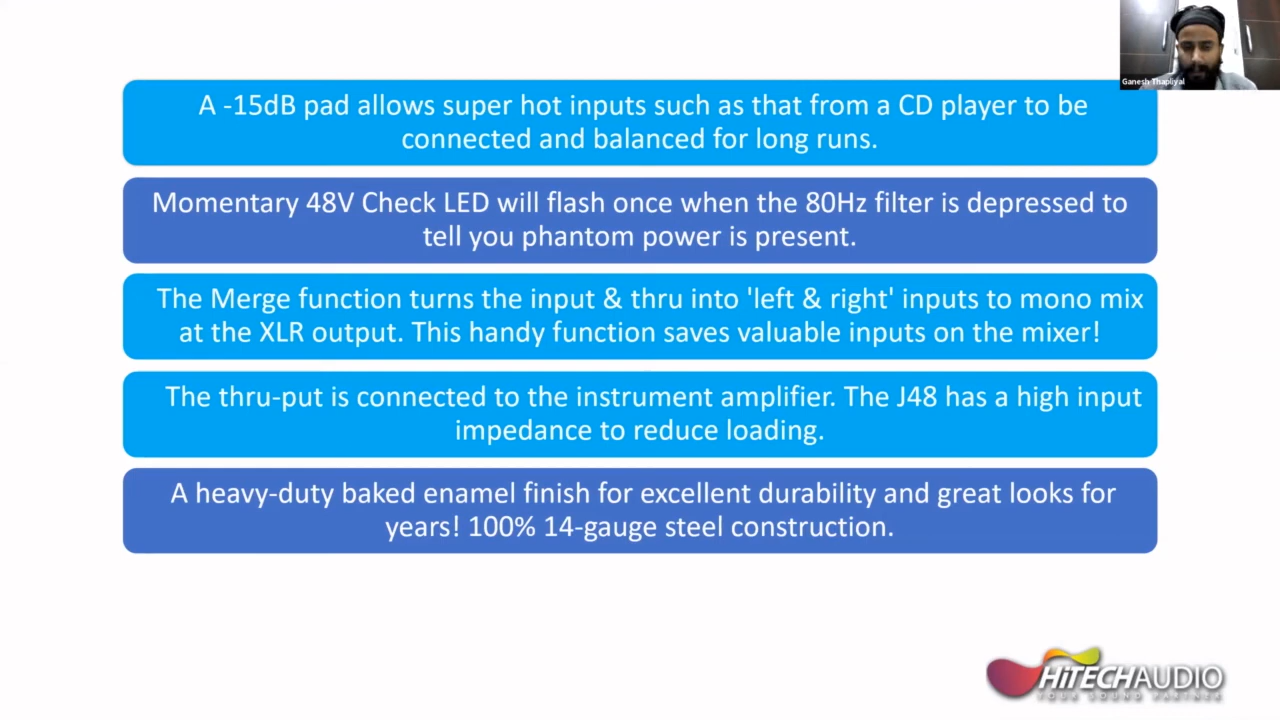 Ganesh Thapliyal
A -15dB pad allows super hot inputs such as that from a CD player to be
connected and balanced for long runs.
Momentary 48V Check LED will flash once when the 80Hz filter is depressed to
tell you phantom power is present.
The Merge function turns the input & thru into 'left & right' inputs to mono mix
at the XLR output. This handy function saves valuable inputs on the mixer!
The thru-put is connected to the instrument amplifier. The J48 has a high input
impedance to reduce loading.
A heavy-duty baked enamel finish for excellent durability and great looks for
years! 100% 14-gauge steel construction.
HiTECHAUDIO
YOUR SOUND PARTNER